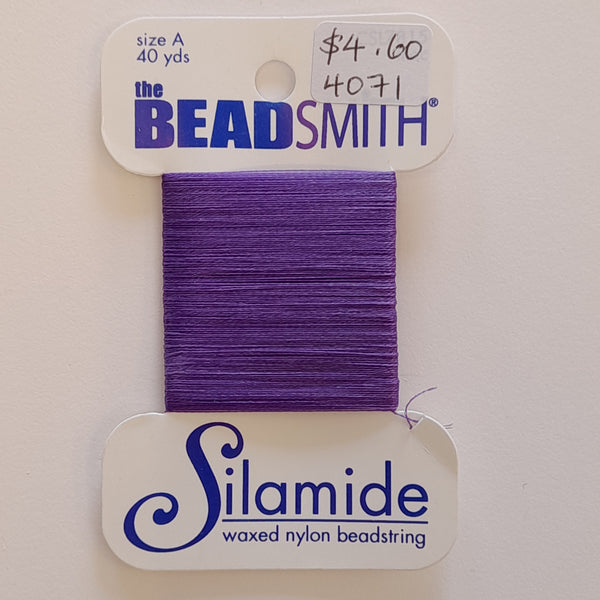 size A
40 yds
$4.60
4071
the
BEADSMITH®
Silamide
waxed nylon beadstring